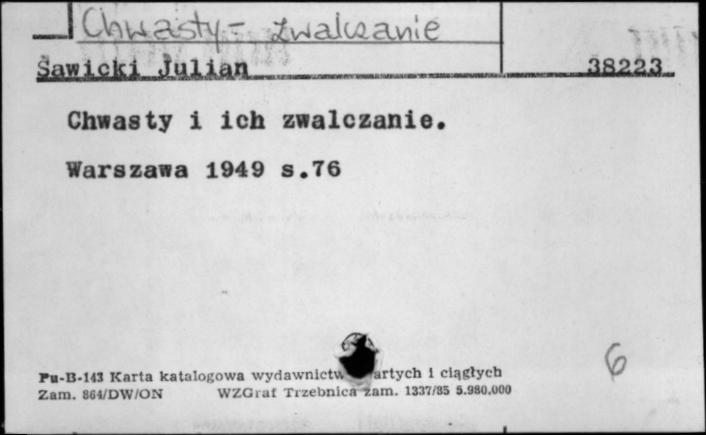 Chwasty - zwalczanie
Sawicki Julian 38223
Chwasty i ich zwalczanie.
Warszawa 1949 s.76
6
Pu-B-143 Karta katalogowa wydawnictw artych i ciągłych
Zam. 864/DW/ON WZGraf Trzebnica zam. 1337/85 5.980.000